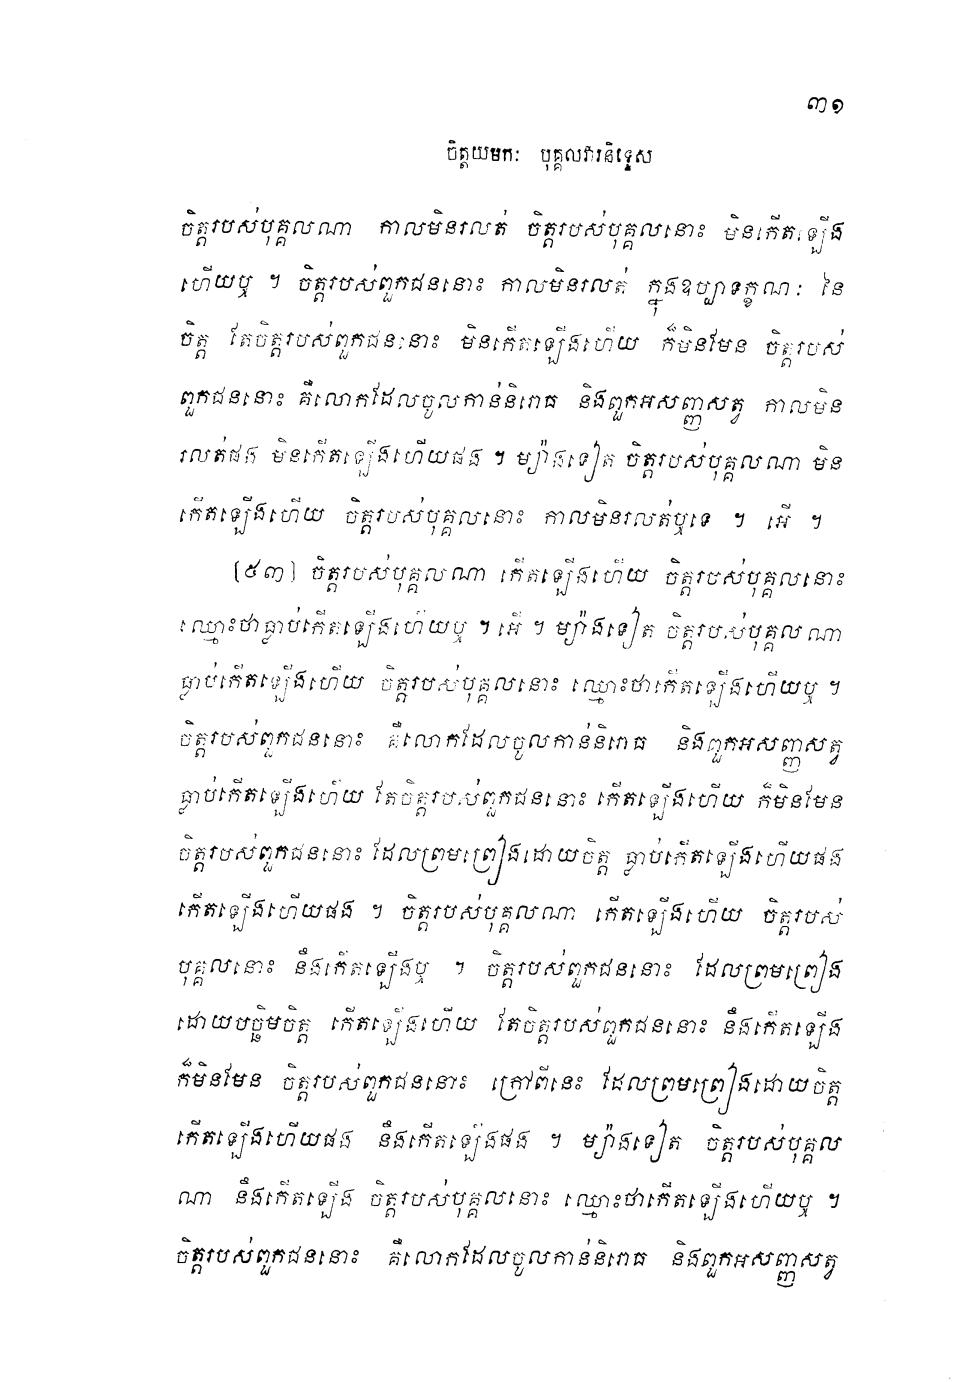 ៣១
ចិត្តយមកៈ បុគ្គលវារនិទ្ទេស
ចិត្តរបស់បុគ្គលណា កាលមិនរលត់ ចិត្តរបស់បុគ្គលនោះ មិនកើតឡើង
ហើយឬ ។ ចិត្តរបស់ពួកជននោះ កាលមិនរលត់ ក្នុងឧប្បាទក្ខណៈ នៃ
ចិត្ត តែចិត្តរបស់ពួកជននោះ មិនកើតឡើងហើយ ក៏មិនមែន ចិត្តរបស់
ពួកជននោះ គឺលោកដែលចូលកាន់និរោធ និងពួកអសញ្ញសត្វ កាលមិន
រលត់ផង មិនកើតឡើងហើយផង ។ ម្យ៉ាងទៀត ចិត្តរបស់បុគ្គលណា មិន
កើតឡើងហើយ ចិត្តរបស់បុគ្គលនោះ កាលមិនរលត់ឬទេ ។ អើ ។
[៥៣] ចិត្តរបស់បុគ្គលណា កើតឡើងហើយ ចិត្តរបស់បុគ្គលនោះ
ឈ្មោះថាធ្លាប់កើតឡើងហើយឬ ។ អើ ។ ម្យ៉ាងទៀត ចិត្តរបស់បុគ្គលណា
ធ្លាប់កើតឡើងហើយ ចិត្តរបស់បុគ្គលនោះ ឈ្មោះថាកើតឡើងហើយឬ ។
ចិត្តរបស់ពួកជននោះ គឺលោកដែលចូលកាន់និរោធ និងពួកអសញ្ញសត្វ
ធ្លាប់កើតឡើងហើយ តែចិត្តរបស់ពួកជននោះ កើតឡើងហើយ ក៏មិនមែន
ចិត្តរបស់ពួកជននោះ ដែលព្រមព្រៀងដោយចិត្ត ធ្លាប់កើតឡើងហើយផង
កើតឡើងហើយផង ។ ចិត្តរបស់បុគ្គលណា កើតឡើងហើយ ចិត្តរបស់
បុគ្គលនោះ នឹងកើតឡើងឬ ។ ចិត្តរបស់ពួកជននោះ ដែលព្រមព្រៀង
ដោយបច្ឆិមចិត្ត កើតឡើងហើយ តែចិត្តរបស់ពួកជននោះ នឹងកើតឡើង
ក៏មិនមែន ចិត្តរបស់ពួកជននោះ ក្រៅពីនេះ ដែលព្រមព្រៀងដោយចិត្ត
កើតឡើងហើយផង នឹងកើតឡើងផង ។ ម្យ៉ាងទៀត ចិត្តរបស់បុគ្គល
ណា នឹងកើតឡើង ចិត្តរបស់បុគ្គលនោះ ឈ្មោះថាកើតឡើងហើយឬ ។
ចិត្តរបស់ពួកជននោះ គឺលោកដែលចូលកាន់និរោធ និងពួកអសញ្ញសត្វ